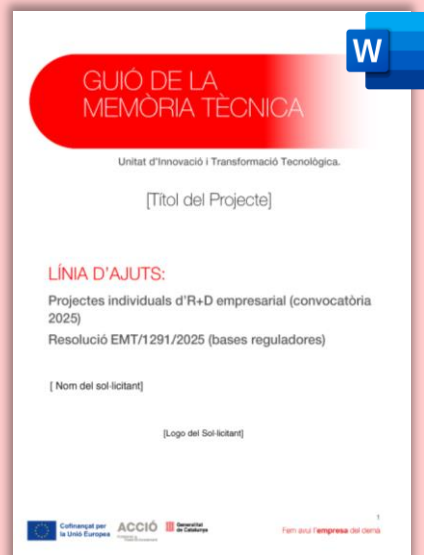 W
GUIÓ DE LA
MEMÒRIA TÈCNICA
Unitat d'Innovació i Transformació Tecnològica.
[Títol del Projecte]
LÍNIA D'AJUTS:
Projectes individuals d'R+D empresarial (convocatòria
2025)
Resolució EMT/1291/2025 (bases reguladores)
[ Nom del sol·licitant]
[Logo del Sol·licitant]
1
Cofinançat per
la Unió Europea
ACCIÓ
Generalitat
de Catalunya
Fem avui l'empresa del demà